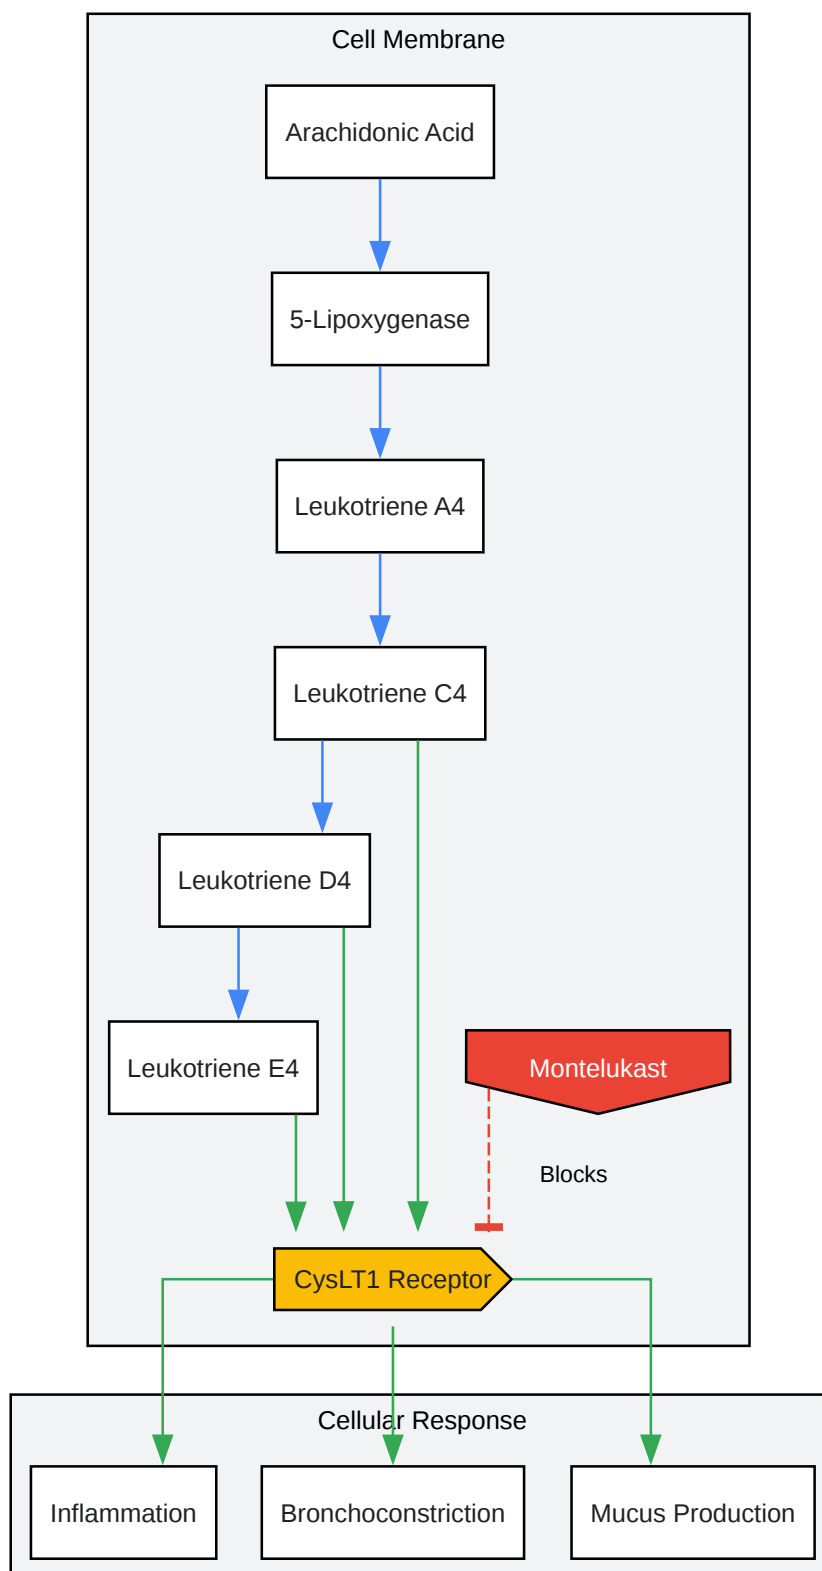 Cell Membrane
Arachidonic Acid
5-Lipoxygenase
Leukotriene A4
Leukotriene C4
Leukotriene D4
Leukotriene E4
Montelukast
Blocks
CysLT1 Receptor
Cellular Response
Inflammation
Bronchoconstriction
Mucus Production